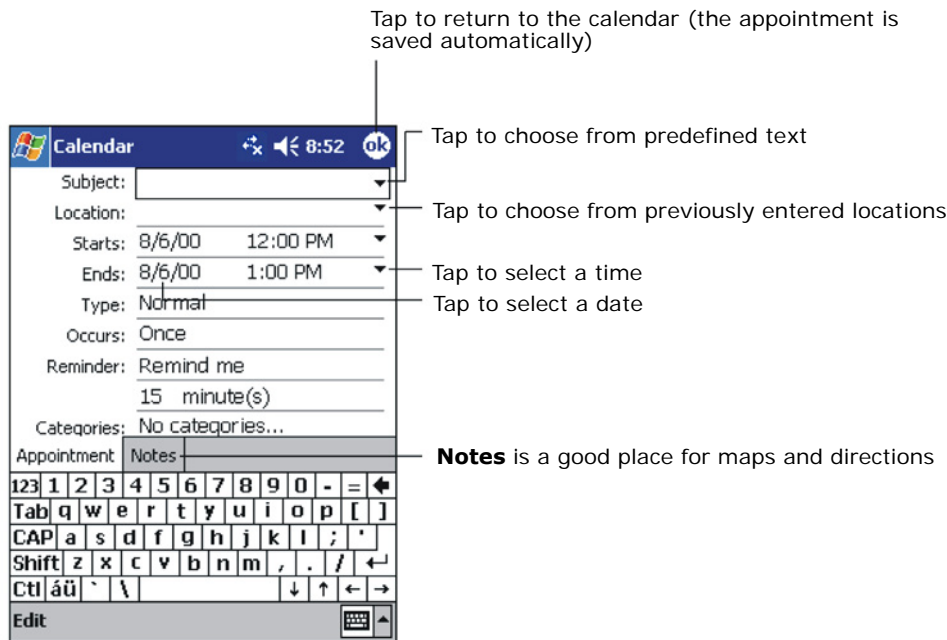 Tap to return to the calendar (the appointment is
saved automatically)
Calendar 8:52 ok
Tap to choose from predefined text
Subject:
Location:
Tap to choose from previously entered locations
Starts: 8/6/00 12:00 PM
Ends: 8/6/00 1:00 PM
Tap to select a time
Tap to select a date
Type: Normal
Occurs: Once
Reminder: Remind me
15 minute(s)
Categories: No categories...
Appointment Notes
Notes is a good place for maps and directions
123 1 2 3 4 5 6 7 8 9 0 - = 
Tab q w e r t y u i o p [ ]
CAP a s d f g h j k l ; '
Shift z x c v b n m , . / ↵
Ctl áü ` \ ↓ ↑ ← →
Edit